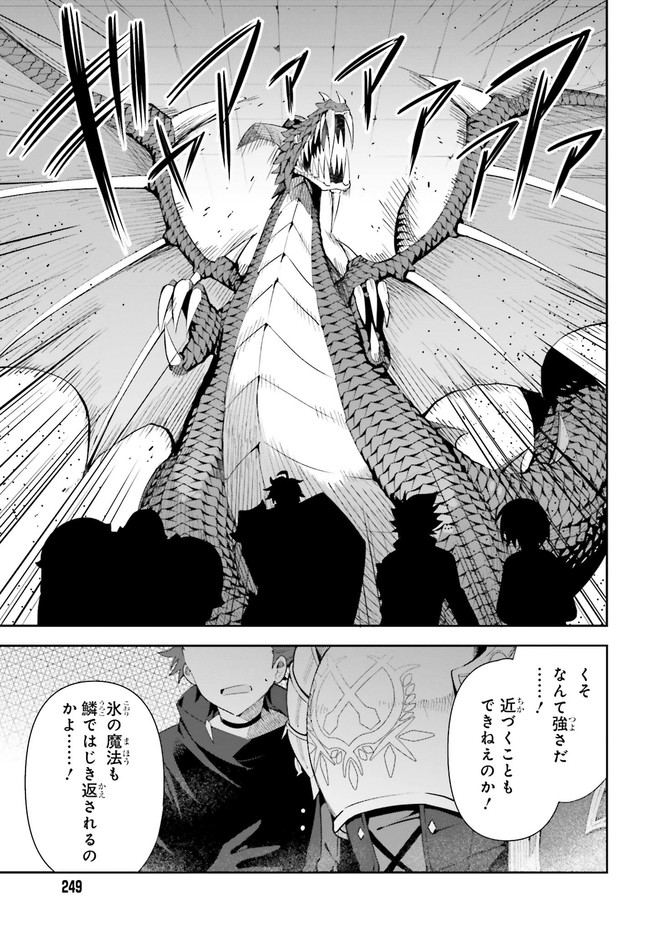 ギャアアアアアア
くそ
なんて強さだ
………！
近づくことも
できねえのか！
氷の魔法も
鱗ではじき返されるの
かよ………！
249